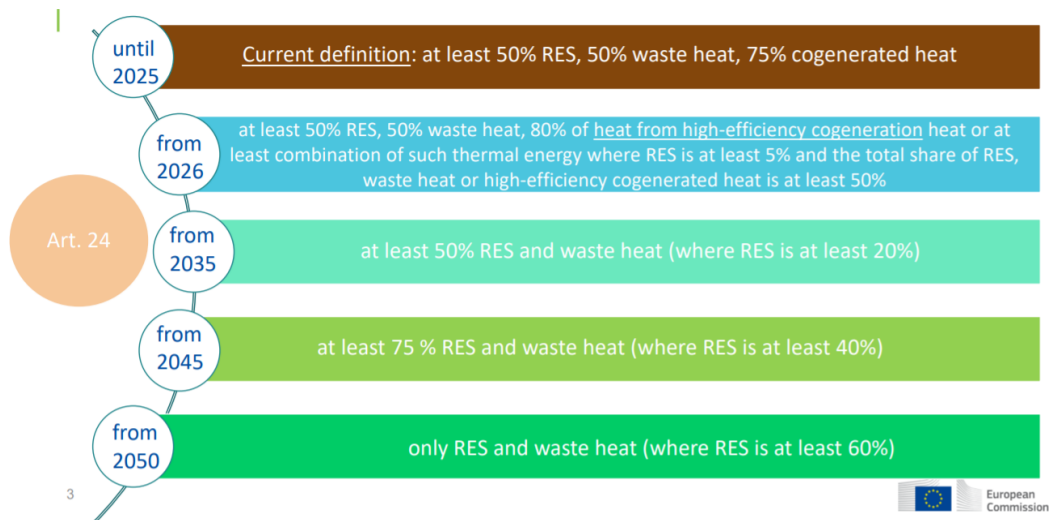 until
2025
Current definition: at least 50% RES, 50% waste heat, 75% cogenerated heat
from
2026
at least 50% RES, 50% waste heat, 80% of heat from high-efficiency cogeneration heat or at
least combination of such thermal energy where RES is at least 5% and the total share of RES,
waste heat or high-efficiency cogenerated heat is at least 50%
Art. 24
from
2035
at least 50% RES and waste heat (where RES is at least 20%)
from
2045
at least 75 % RES and waste heat (where RES is at least 40%)
from
2050
only RES and waste heat (where RES is at least 60%)
3
European
Commission